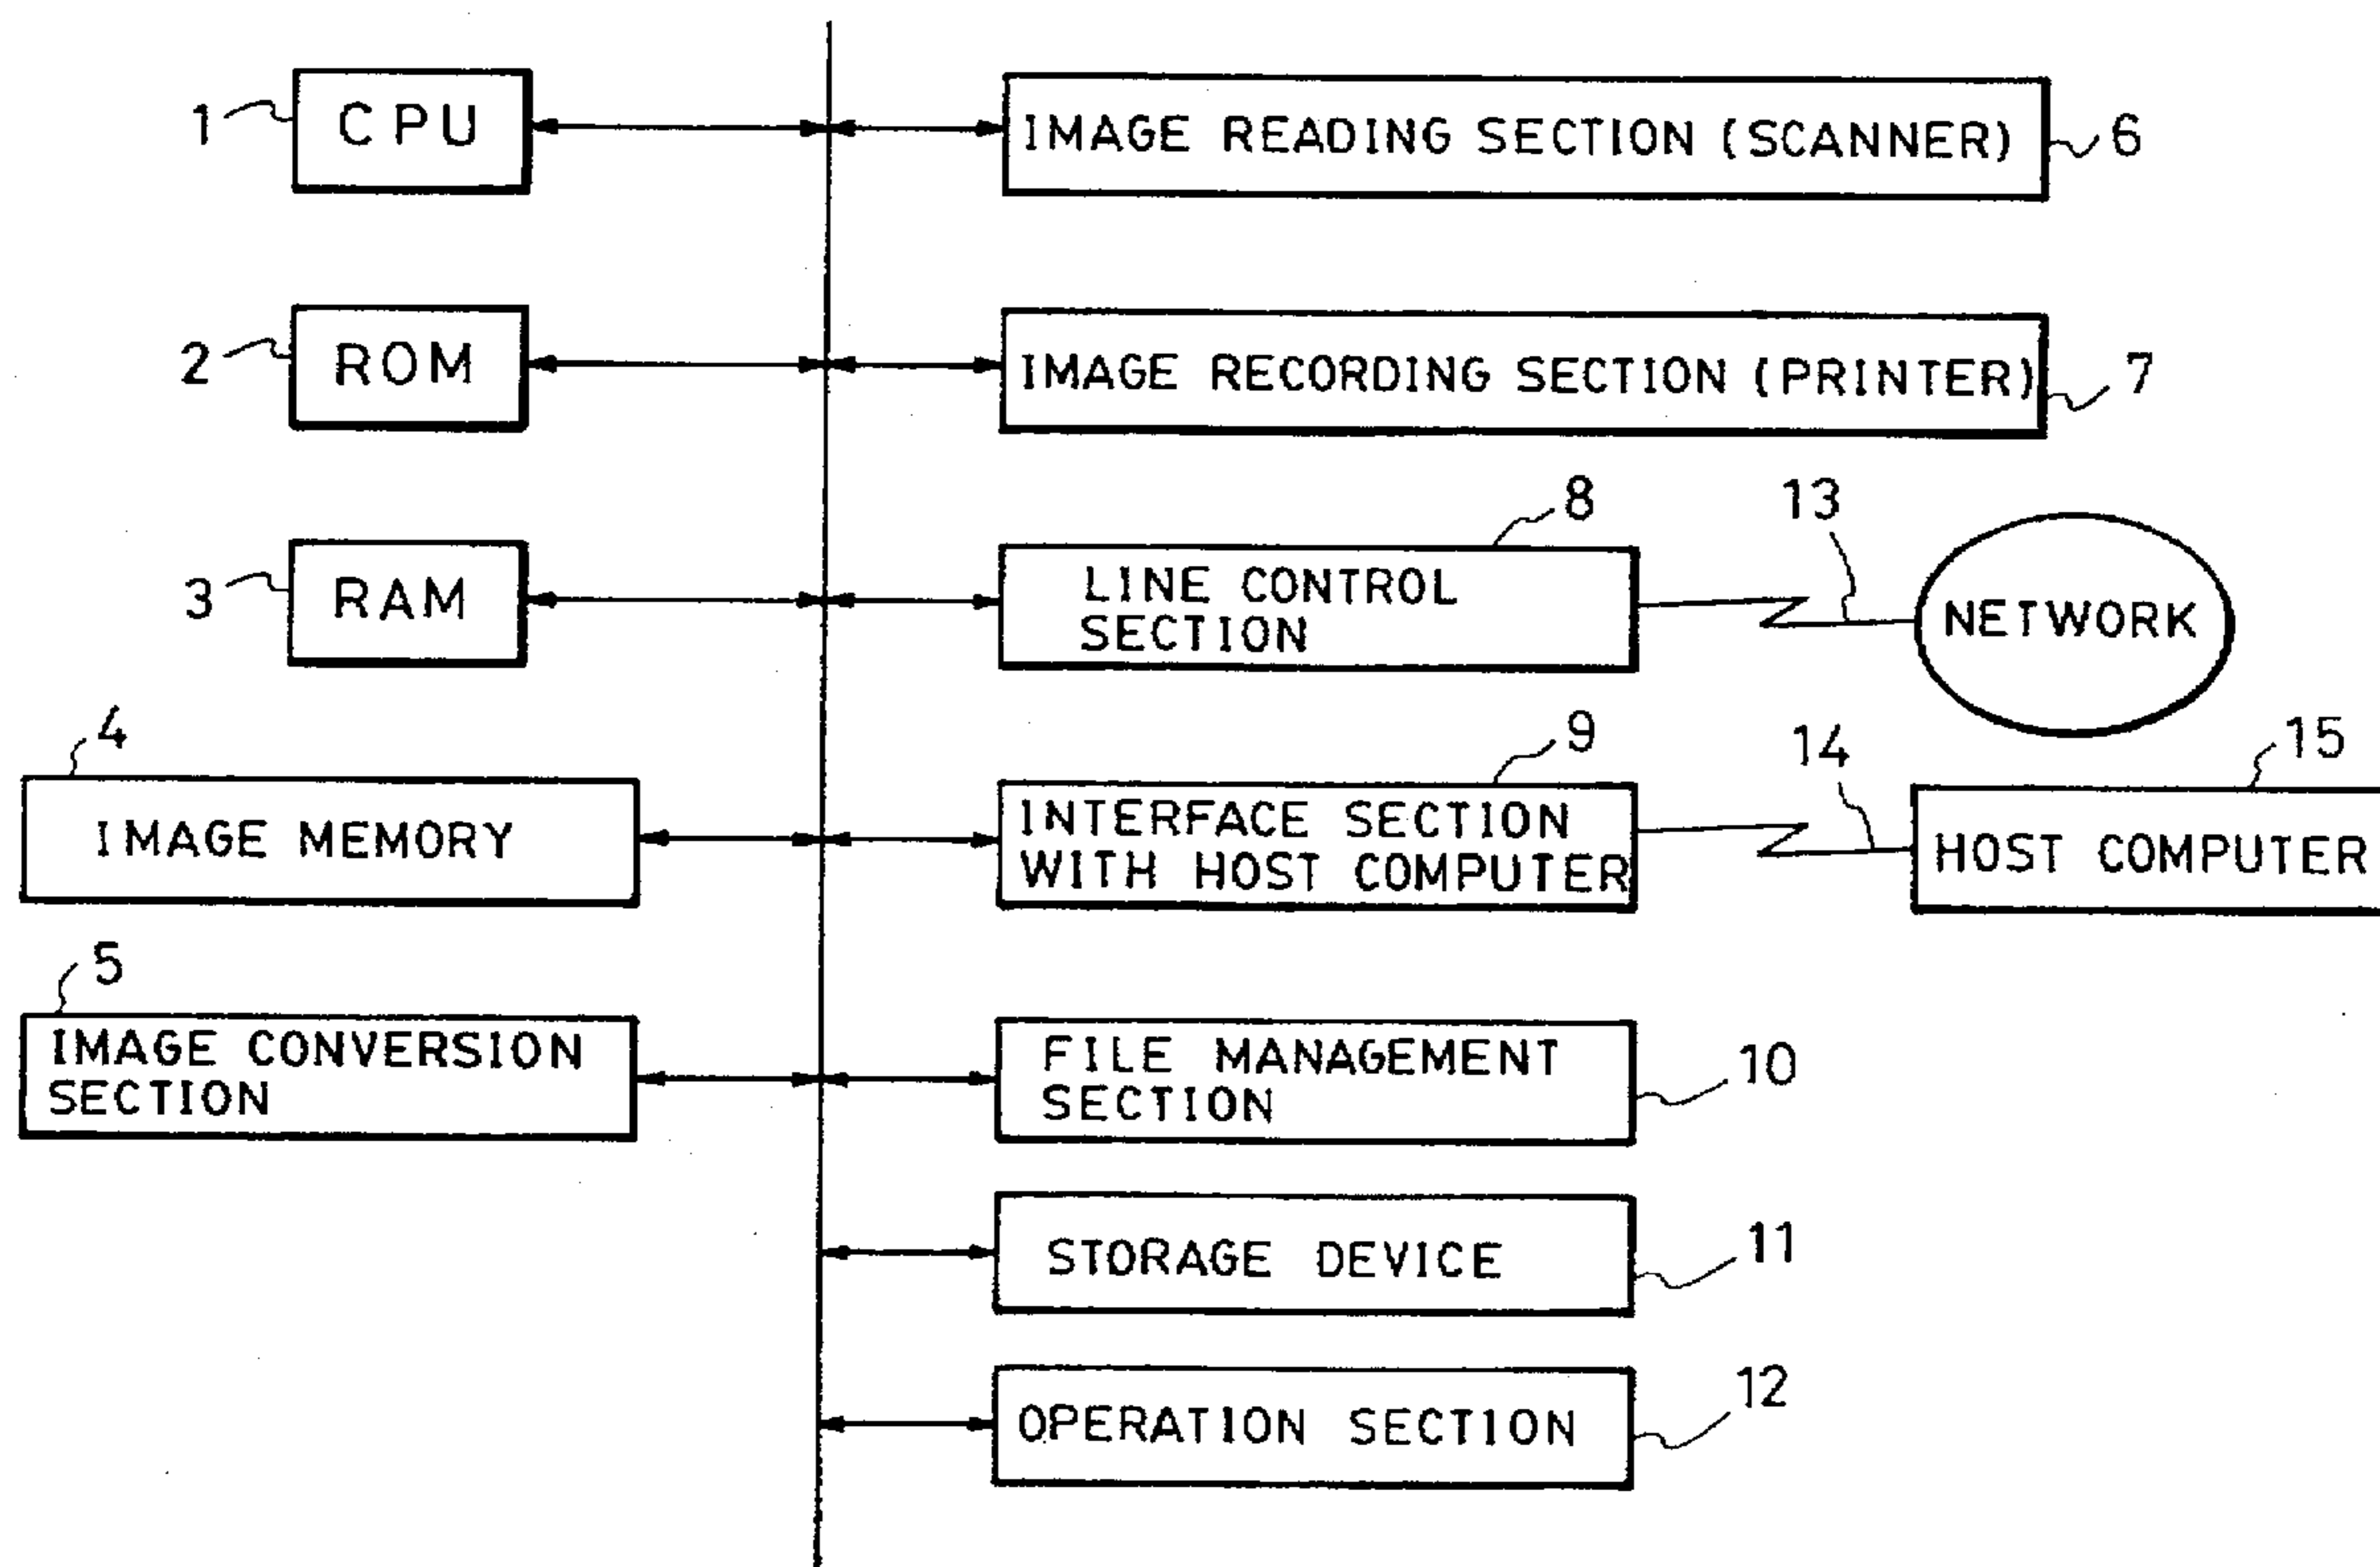 1
CPU
IMAGE READING SECTION (SCANNER)
6
2
ROM
IMAGE RECORDING SECTION (PRINTER)
7
3
RAM
8
LINE CONTROL
SECTION
13
NETWORK
4
IMAGE MEMORY
9
INTERFACE SECTION
WITH HOST COMPUTER
14
15
HOST COMPUTER
5
IMAGE CONVERSION
SECTION
FILE MANAGEMENT
SECTION
10
STORAGE DEVICE
11
OPERATION SECTION
12